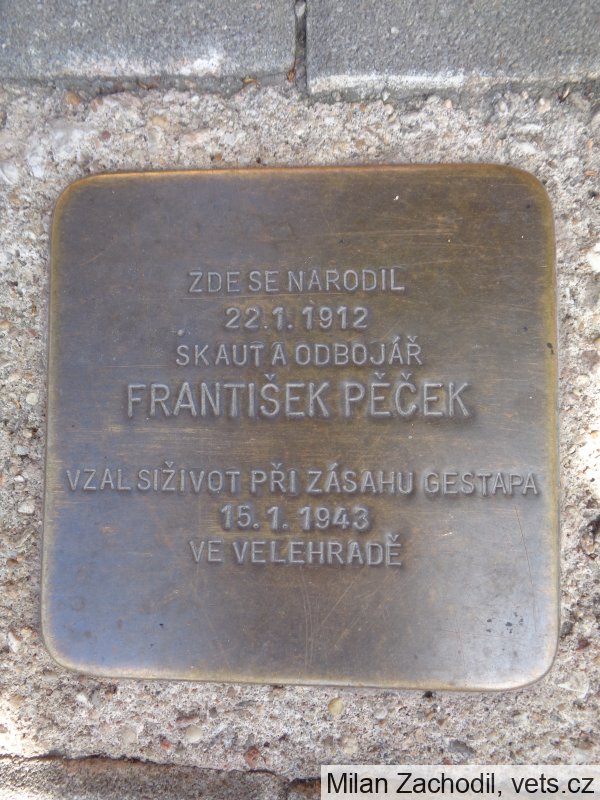 ZDE SE NARODIL
22.1.1912
SKAUT A ODBOJÁŘ
FRANTIŠEK PĚČEK
VZAL SI ŽIVOT PŘI ZÁSAHU GESTAPA
15.1.1943
VE VELEHRADĚ
Milan Zachodil, vets.cz